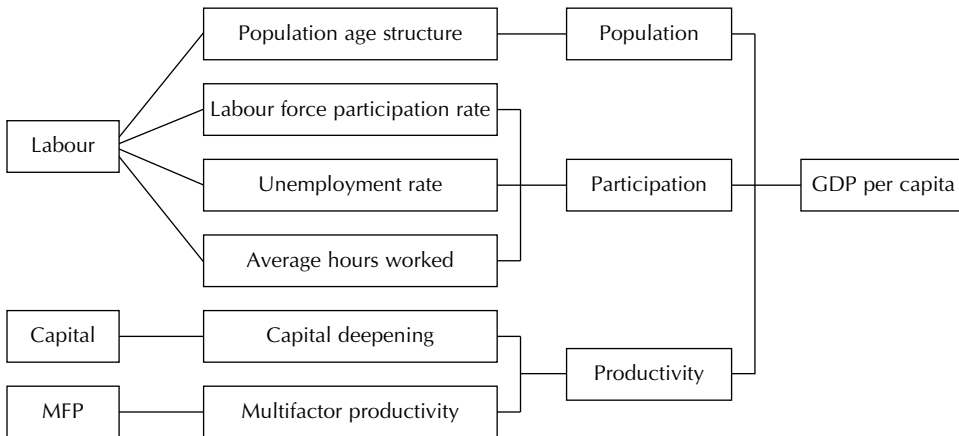 Population age structure
Population
Labour force participation rate
Labour
Unemployment rate
Participation
GDP per capita
Average hours worked
Capital
Capital deepening
Productivity
MFP
Multifactor productivity